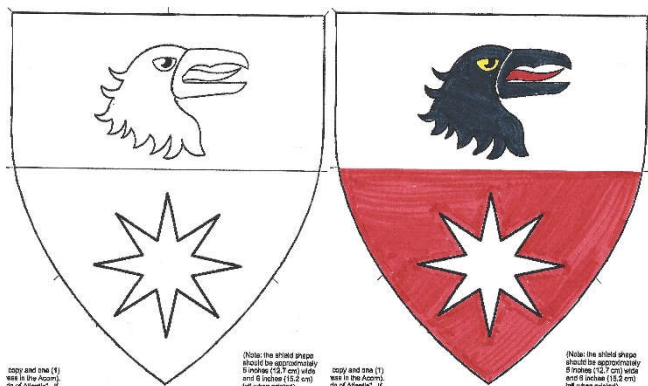 copy and one (1)
ress in the Acorn).
(Note: the shield shape
should be approximately
5 inches (12.7 cm) wide
and 6 inches (15.2 cm)
copy and one (1)
ress in the Acorn).
(Note: the shield shape
should be approximately
5 inches (12.7 cm) wide
and 6 inches (15.2 cm)